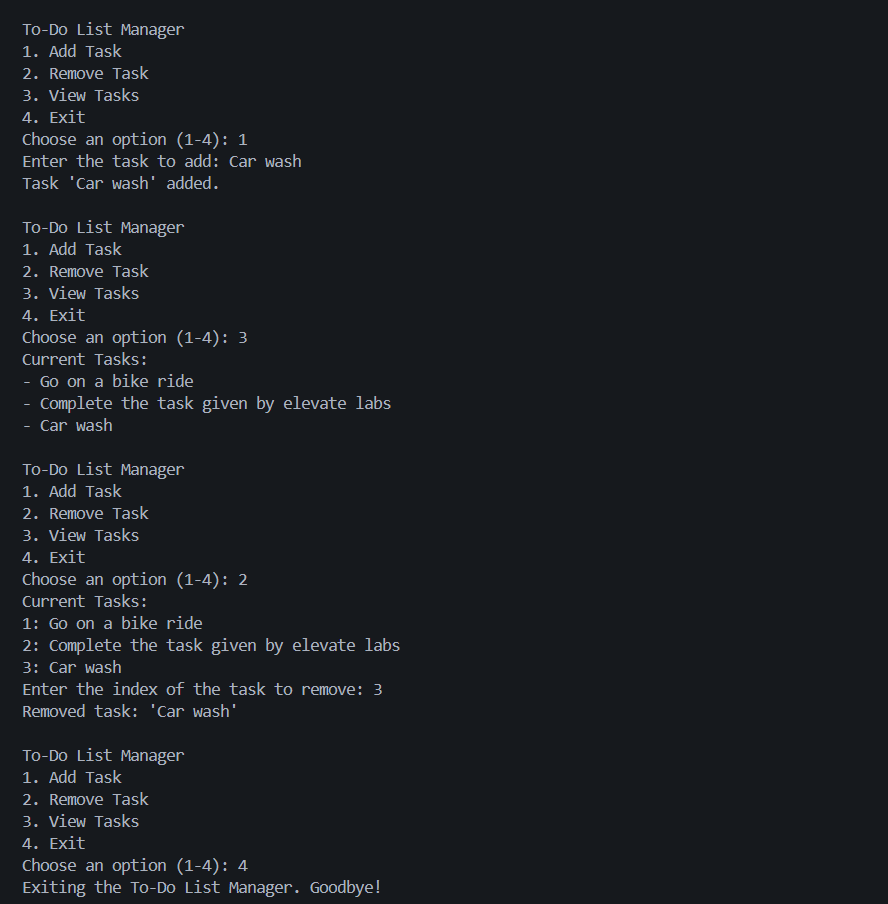 To-Do List Manager
1. Add Task
2. Remove Task
3. View Tasks
4. Exit
Choose an option (1-4): 1
Enter the task to add: Car wash
Task 'Car wash' added.

To-Do List Manager
1. Add Task
2. Remove Task
3. View Tasks
4. Exit
Choose an option (1-4): 3
Current Tasks:
- Go on a bike ride
- Complete the task given by elevate labs
- Car wash

To-Do List Manager
1. Add Task
2. Remove Task
3. View Tasks
4. Exit
Choose an option (1-4): 2
Current Tasks:
1: Go on a bike ride
2: Complete the task given by elevate labs
3: Car wash
Enter the index of the task to remove: 3
Removed task: 'Car wash'

To-Do List Manager
1. Add Task
2. Remove Task
3. View Tasks
4. Exit
Choose an option (1-4): 4
Exiting the To-Do List Manager. Goodbye!